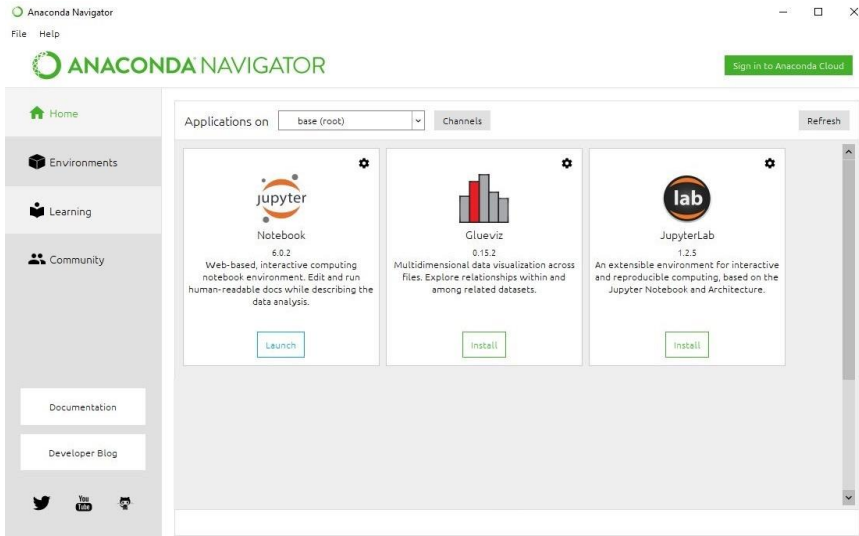 Anaconda Navigator
File Help
ANACONDA NAVIGATOR
Sign in to Anaconda Cloud
Home
Environments
Learning
Community
Documentation
Developer Blog
You
Tube
Applications on base (root) Channels Refresh
jupyter
Notebook
6.0.2
Web-based, interactive computing
notebook environment. Edit and run
human-readable docs while describing the
data analysis.
Launch
Glueviz
0.15.2
Multidimensional data visualization across
files. Explore relationships within and
among related datasets.
Install
lab
JupyterLab
1.2.5
An extensible environment for interactive
and reproducible computing, based on the
Jupyter Notebook and Architecture.
Install